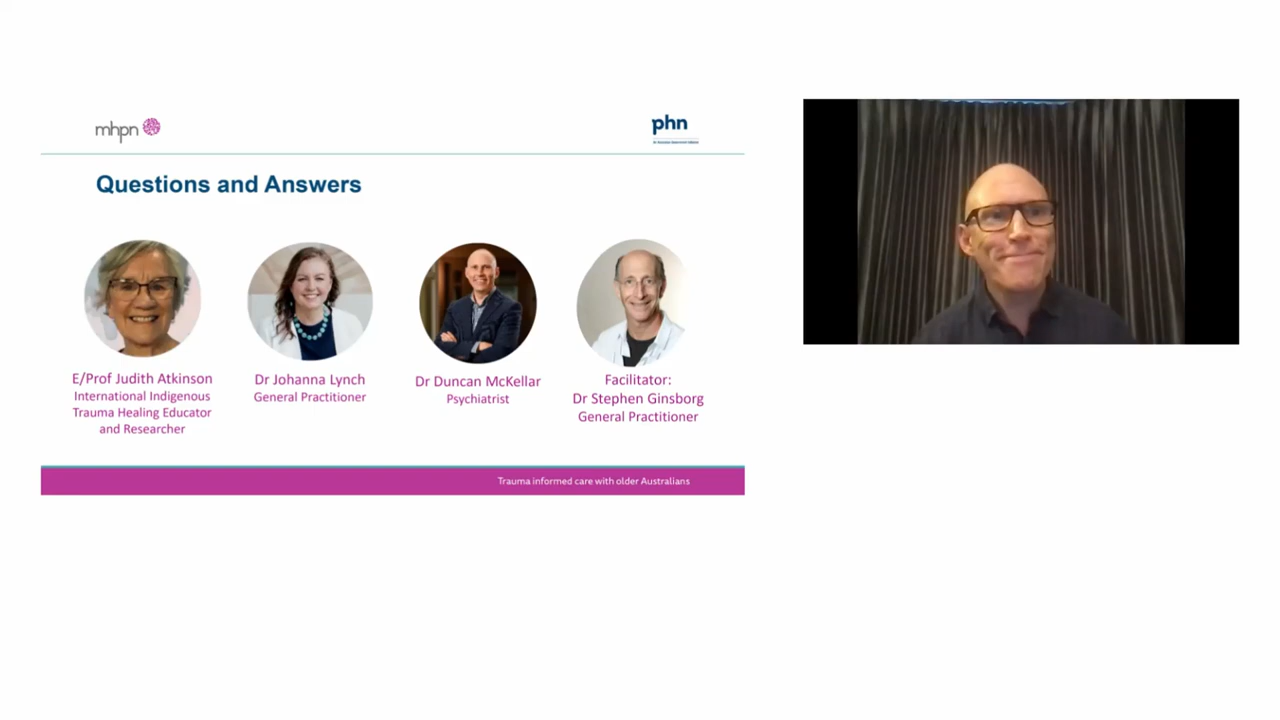 mhpn
phn
Questions and Answers
E/Prof Judith Atkinson
International Indigenous
Trauma Healing Educator
and Researcher
Dr Johanna Lynch
General Practitioner
Dr Duncan McKellar
Psychiatrist
Facilitator:
Dr Stephen Ginsborg
General Practitioner
Trauma informed care with older Australians